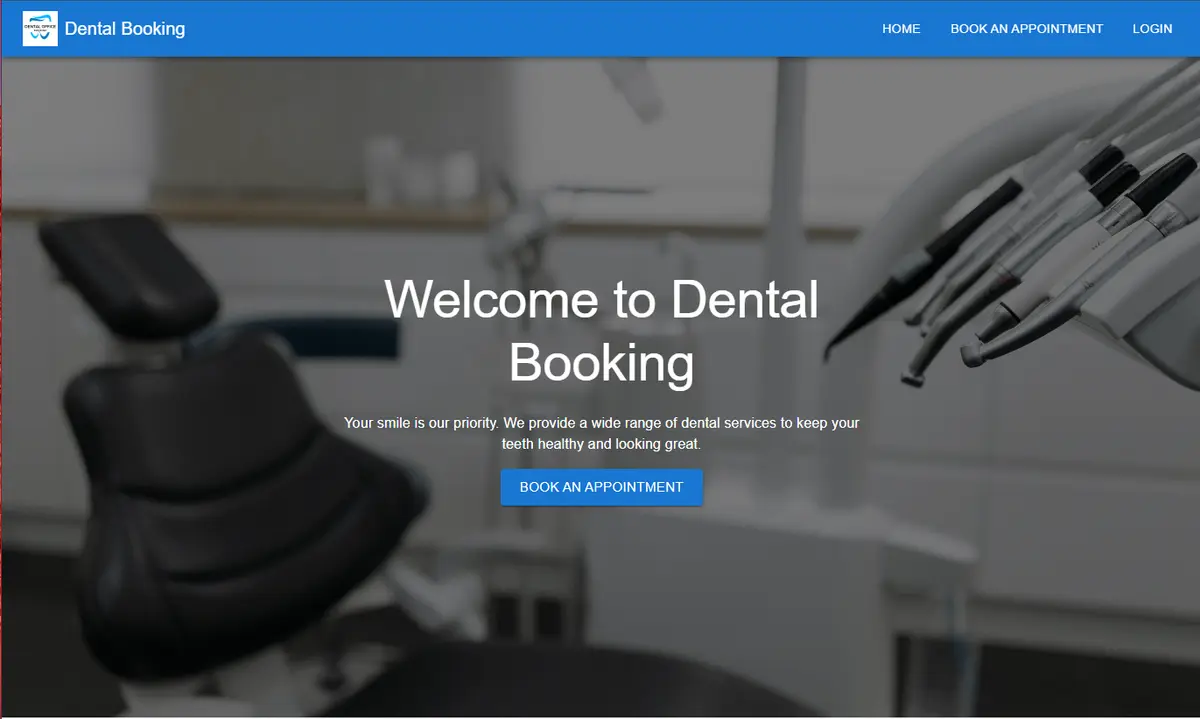 DENTAL OFFICE
Dental Booking
HOME
BOOK AN APPOINTMENT
LOGIN
Welcome to Dental
Booking
Your smile is our priority. We provide a wide range of dental services to keep your
teeth healthy and looking great.
BOOK AN APPOINTMENT